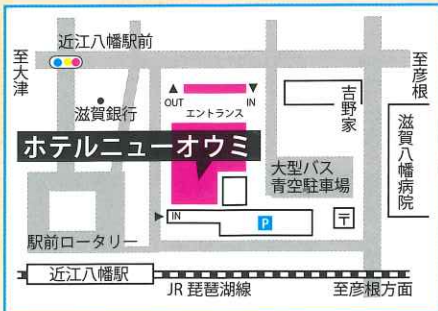 近江八幡駅前
至大津
至彦根
滋賀銀行
OUT
IN
エントランス
吉野家
滋賀八幡病院
ホテルニューオウミ
大型バス
青空駐車場
IN
P
〒
駅前ロータリー
近江八幡駅
JR 琵琶湖線
至彦根方面